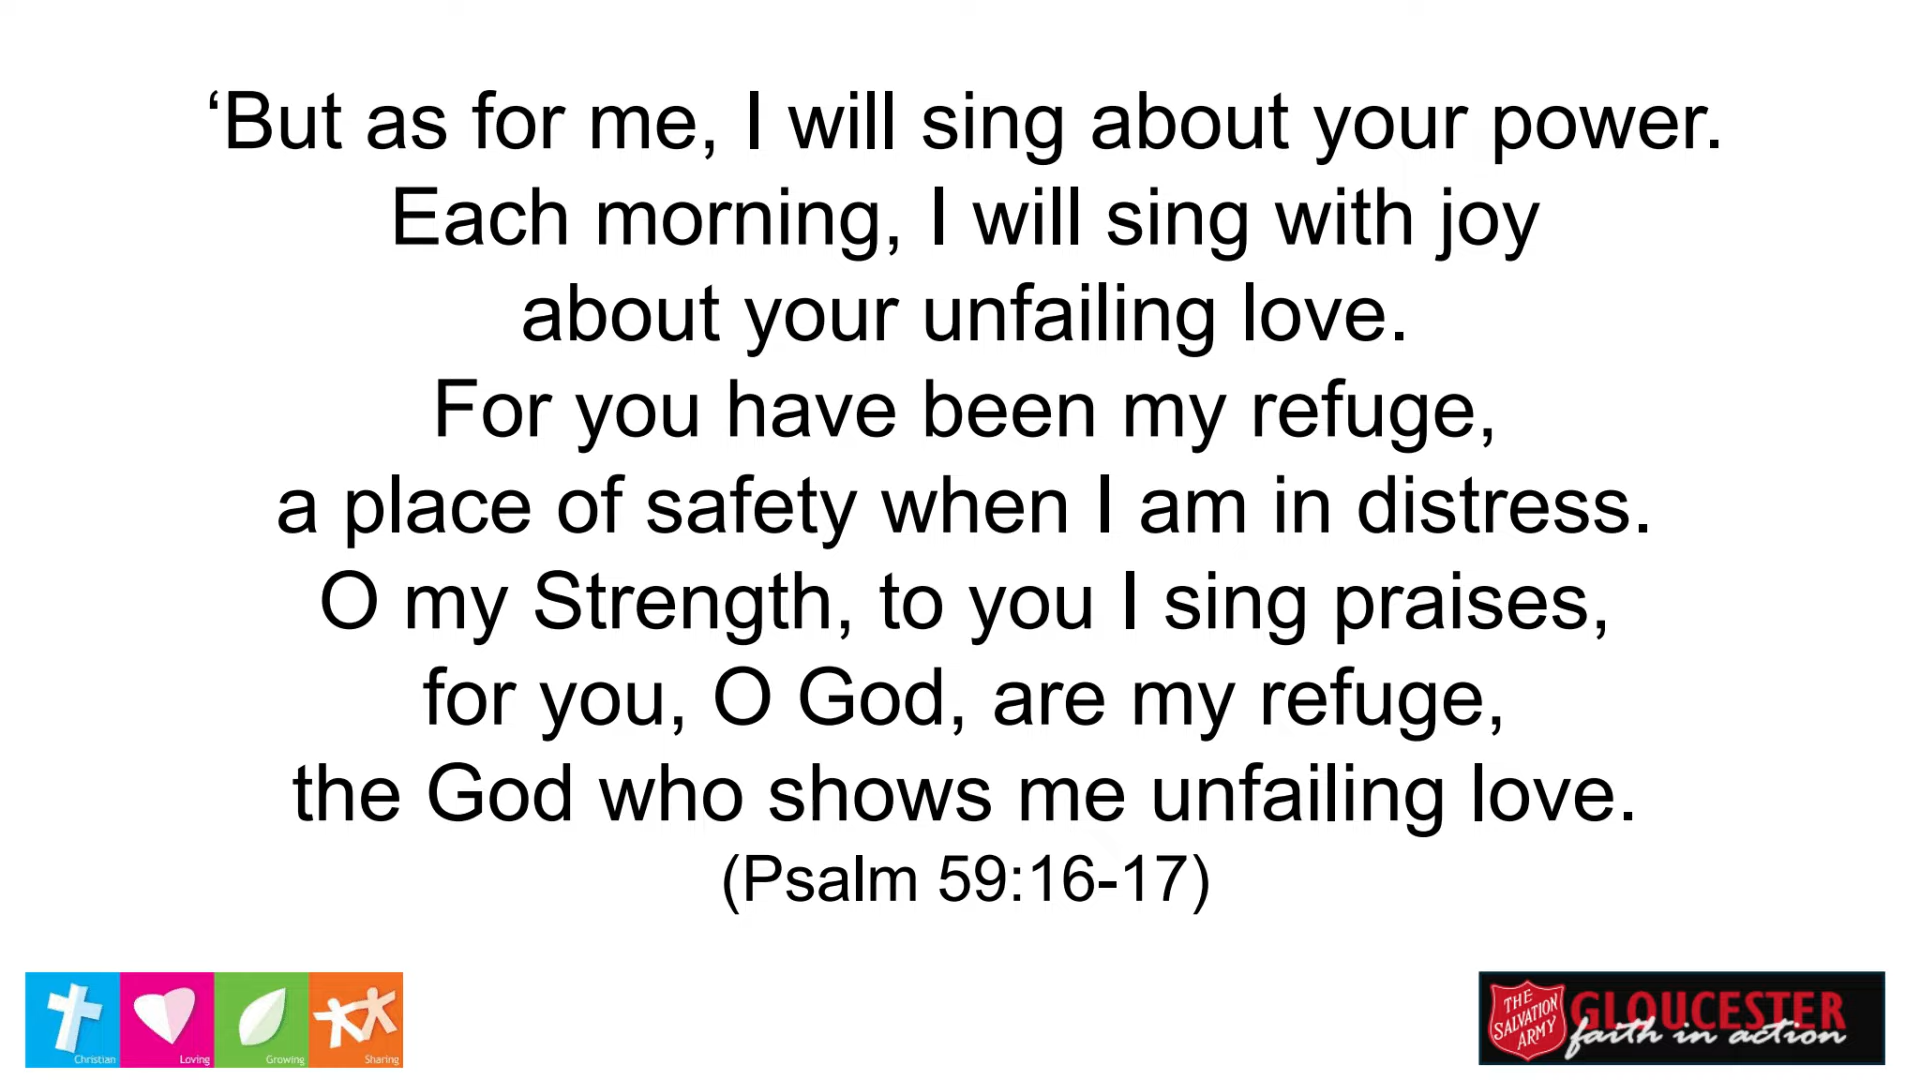 ‘But as for me, I will sing about your power.
Each morning, I will sing with joy
about your unfailing love.
For you have been my refuge,
a place of safety when I am in distress.
O my Strength, to you I sing praises,
for you, O God, are my refuge,
the God who shows me unfailing love.
(Psalm 59:16-17)
Christian
Loving
Growing
Sharing
THE
SALVATION
ARMY
GLOUCESTER
faith in action